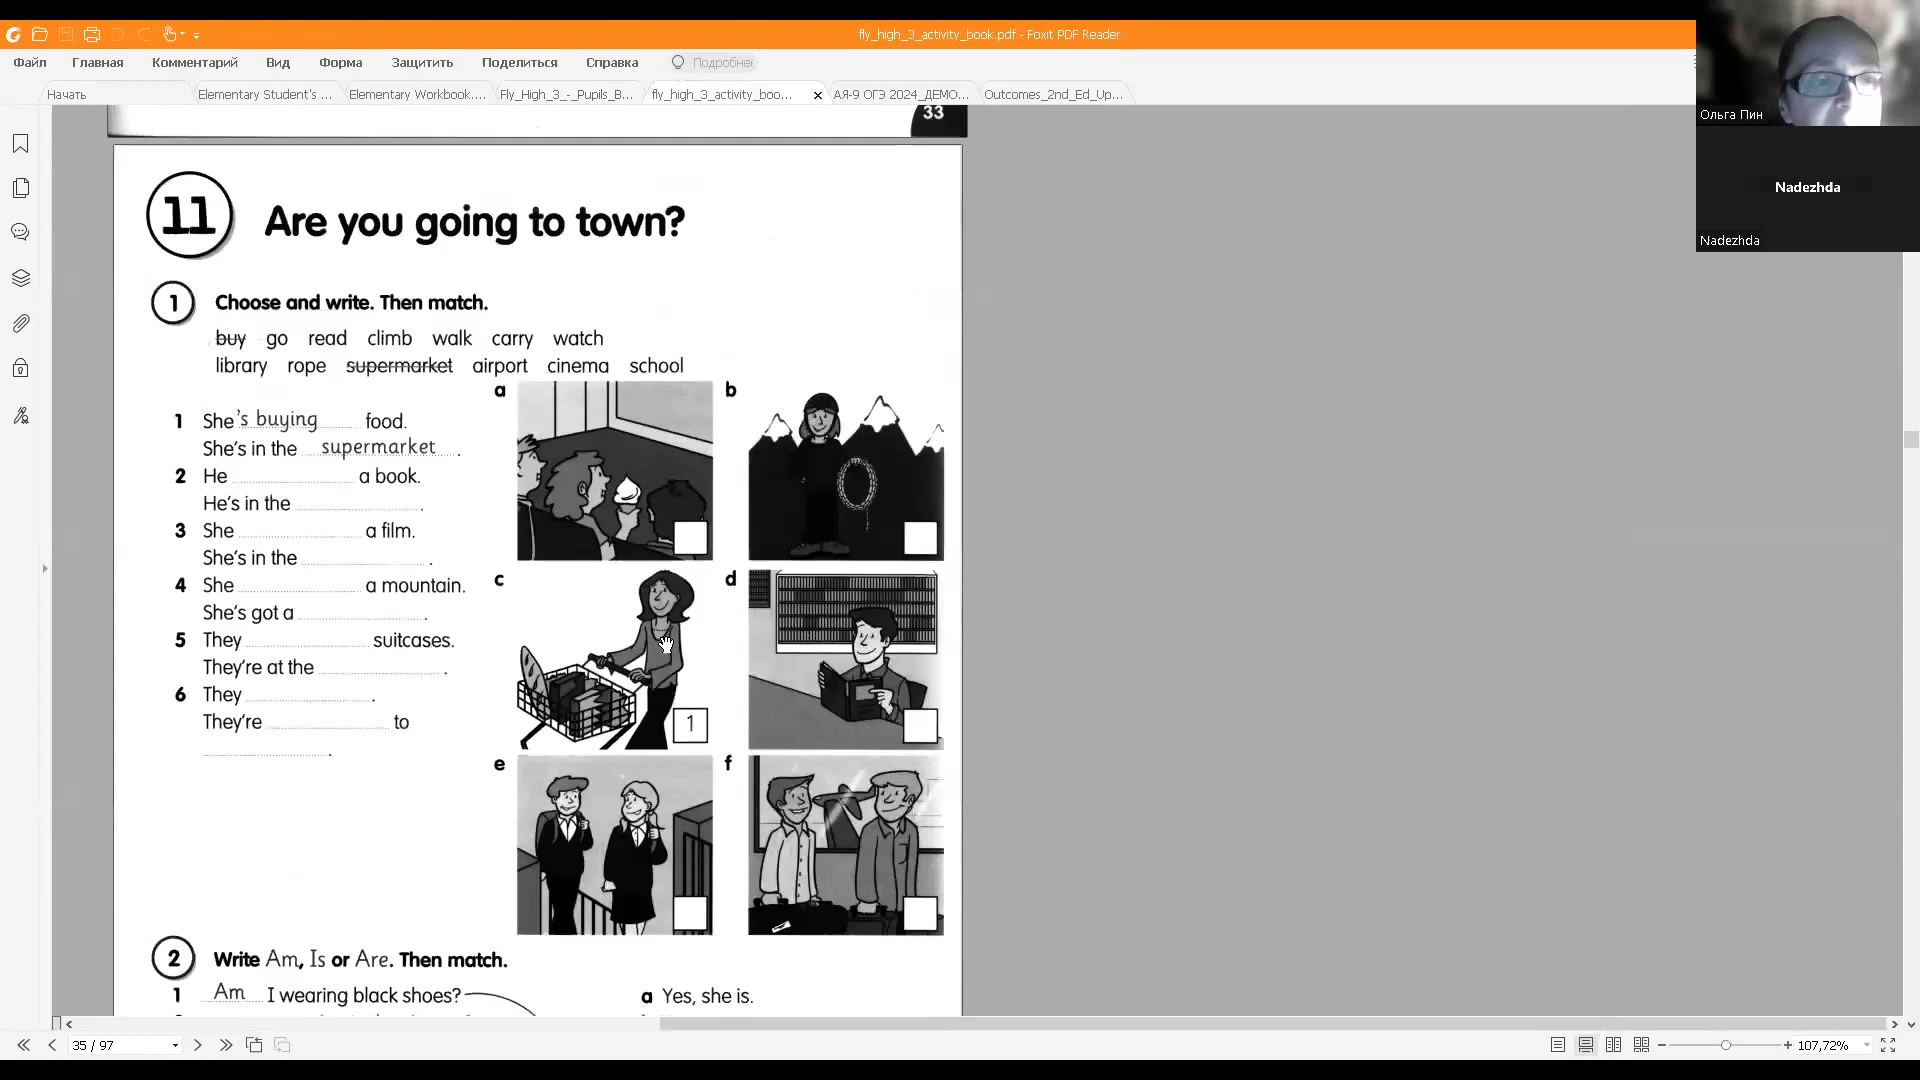 fly_high_3_activity_book.pdf - Foxit PDF Reader
Файл Главная Комментарий Вид Форма Защитить Поделиться Справка Подробнее
Начать Elementary Student's ... Elementary Workbook.... Fly_High_3_-_Pupils_B... fly_high_3_activity_boo... АЯ-9 ОГЭ 2024_ДЕМО... Outcomes_2nd_Ed_Up...
Ольга Пин
Nadezhda
Nadezhda
33
11 Are you going to town?
1 Choose and write. Then match.
buy go read climb walk carry watch
library rope supermarket airport cinema school
1 She 's buying food.
She's in the supermarket .
2 He a book.
He's in the .
3 She a film.
She's in the .
4 She a mountain.
She's got a .
5 They suitcases.
They're at the .
6 They .
They're to
.
a
b
c
1
d
e
f
2 Write Am, Is or Are. Then match.
1 Am I wearing black shoes?
a Yes, she is.
35 / 97
107,72%